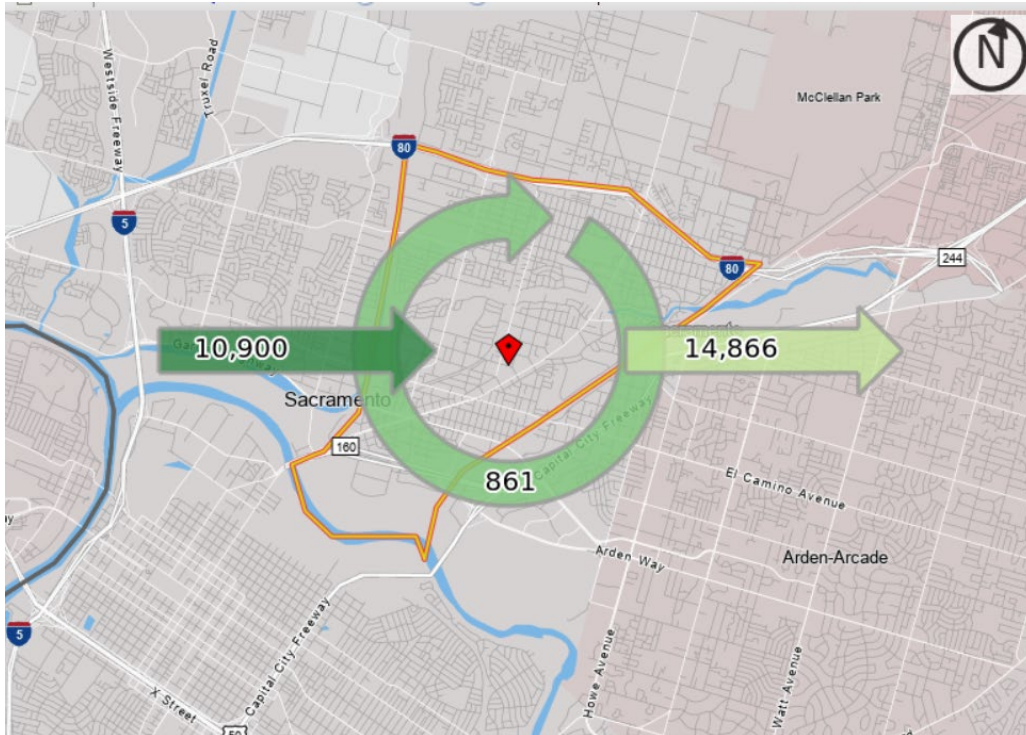 N
McClellan Park
Truxel Road
Westside Freeway
80
5
244
80
10,900
14,866
Sacramento
160
861
Capital City Freeway
El Camino Avenue
Arden Way
Arden-Arcade
5
Capital City Freeway
Howe Avenue
Watt Avenue
X Street
50